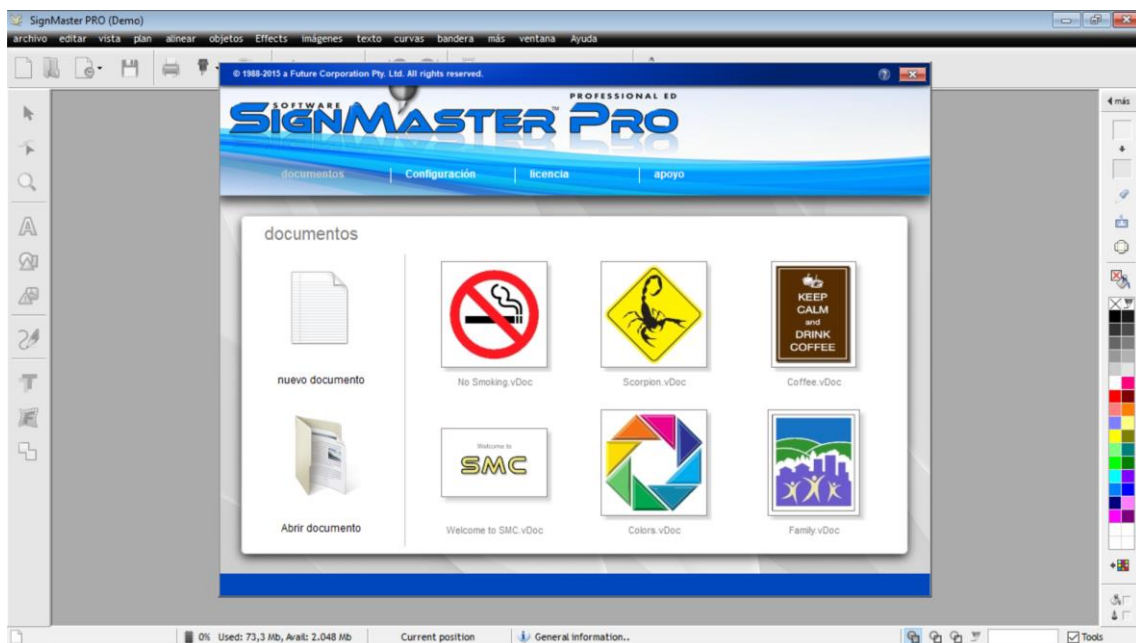 SignMaster PRO (Demo)
archivo editar vista plan alinear objetos Effects imágenes texto curvas bandera más ventana Ayuda
© 1988-2015 a Future Corporation Pty. Ltd. All rights reserved.
PROFESSIONAL ED
SOFTWARE
SIGNMASTER PRO
TM
documentos Configuración licencia apoyo
más
documentos
KEEP
CALM
and
DRINK
COFFEE
nuevo documento
No Smoking.vDoc Scorpion.vDoc Coffee.vDoc
Welcome to
SMC
Abrir documento
Welcome to SMC.vDoc Colors.vDoc Family.vDoc
0% Used: 73,3 Mb, Avail: 2.048 Mb Current position General information.. Tools